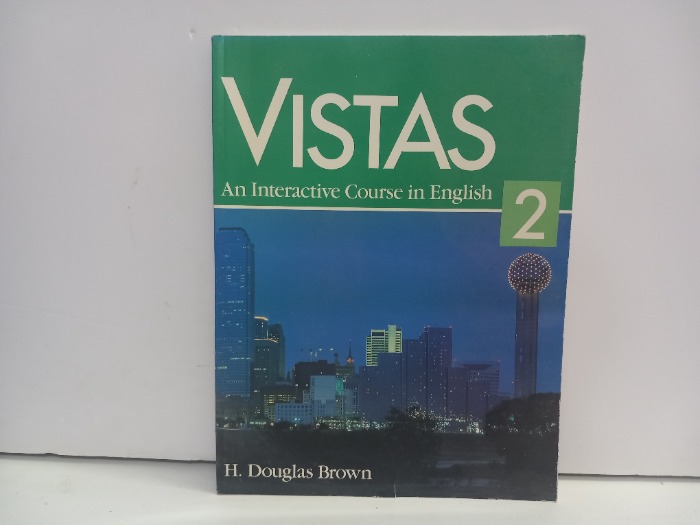 VISTAS
An Interactive Course in English
2
H. Douglas Brown